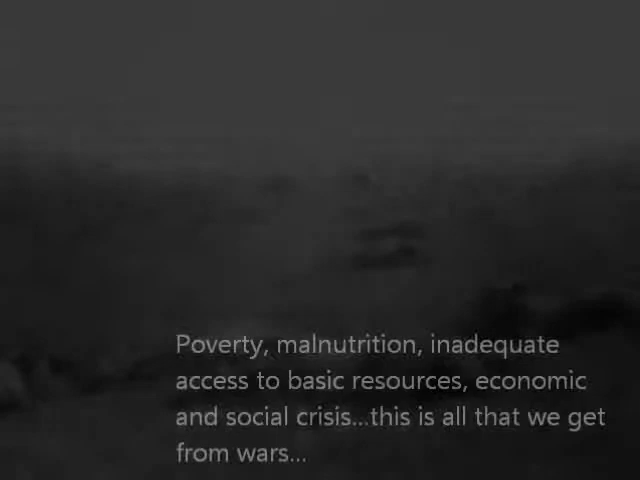 Poverty, malnutrition, inadequate
access to basic resources, economic
and social crisis...this is all that we get
from wars...